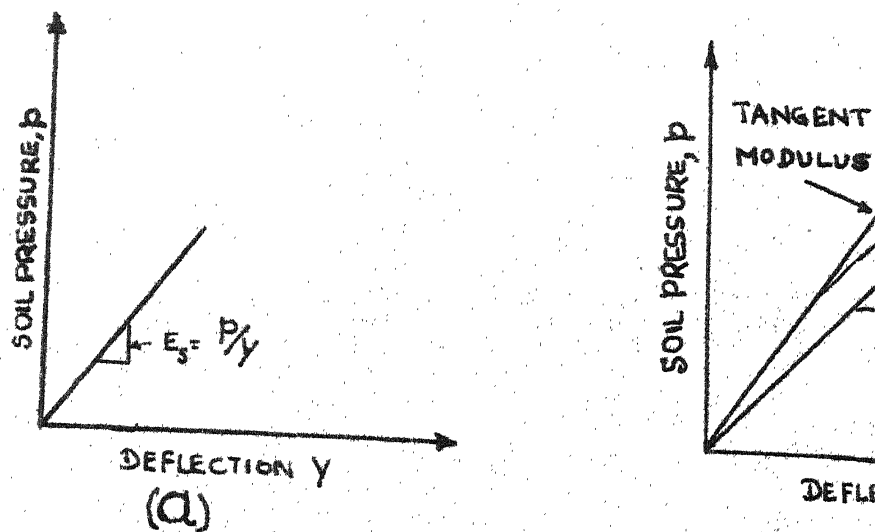 SOIL PRESSURE, p
E_s = p/y
DEFLECTION Y
(a)
SOIL PRESSURE, p
TANGENT
MODULUS
DEFLE